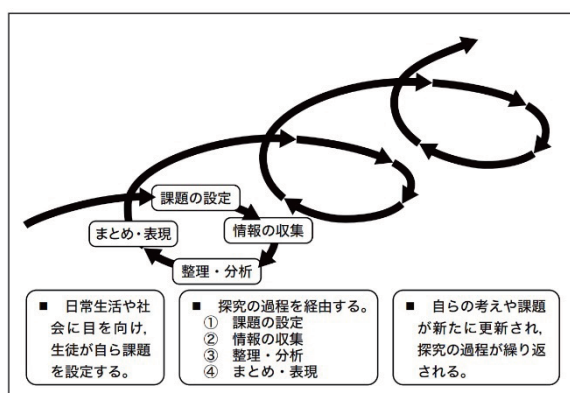 課題の設定
まとめ・表現
情報の収集
整理・分析
■ 日常生活や社
会に目を向け,
生徒が自ら課題
を設定する。
■ 探究の過程を経由する。
① 課題の設定
② 情報の収集
③ 整理・分析
④ まとめ・表現
■ 自らの考えや課題
が新たに更新され,
探究の過程が繰り返
される。